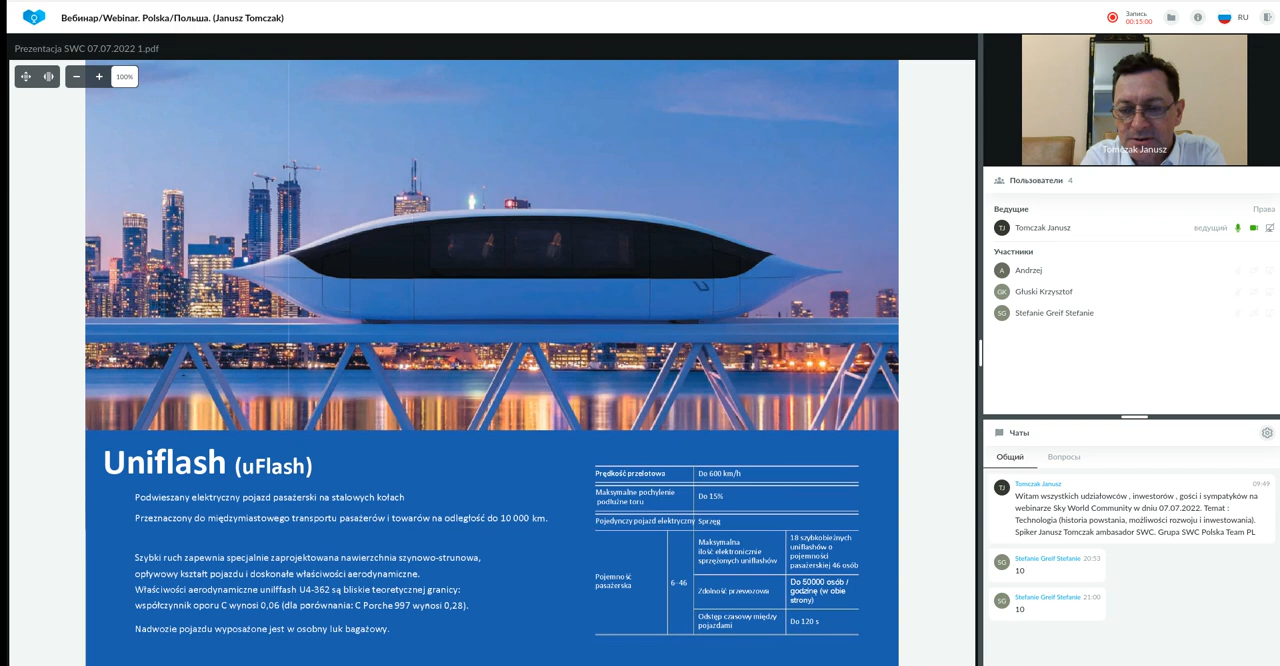 Вебинар/Webinar. Polska/Польша. (Janusz Tomczak)
Запись
00:15:00
RU
Prezentacja SWC 07.07.2022 1.pdf
100%
Tomczak Janusz
Пользователи 4
Ведущие Права
TJ Tomczak Janusz ведущий
Участники
A Andrzej
GK Głuski Krzysztof
SG Stefanie Greif Stefanie
Uniflash (uFlash)
Podwieszany elektryczny pojazd pasażerski na stalowych kołach
Przeznaczony do międzymiastowego transportu pasażerów i towarów na odległość do 10 000 km.
Szybki ruch zapewnia specjalnie zaprojektowana nawierzchnia szynowo-strunowa,
opływowy kształt pojazdu i doskonałe właściwości aerodynamiczne.
Właściwości aerodynamiczne unilffash U4-362 są bliskie teoretycznej granicy:
współczynnik oporu C wynosi 0,06 (dla porównania: C Porche 997 wynosi 0,28).
Nadwozie pojazdu wyposażone jest w osobny luk bagażowy.
Prędkość przelotowa Do 600 km/h
Maksymalne pochylenie
podłużne toru
Do 15%
Pojedynczy pojazd elektryczny Sprzęg
Pojemność
pasażerska
6-46
Maksymalna
ilość elektronicznie
sprzężonych uniflashów
18 szybkobieżnych
uniflashów o
pojemności
pasażerskiej 46 osób
Zdolność przewozowa
Do 50000 osób /
godzinę (w obie
strony)
Odstęp czasowy między
pojazdami
Do 120 s
Чаты
Общий Вопросы
TJ Tomczak Janusz 09:49
Witam wszystkich udziałowców , inwestorów , gości i sympatyków na
webinarze Sky World Community w dniu 07.07.2022. Temat :
Technologia (historia powstania, możliwości rozwoju i inwestowania).
Spiker Janusz Tomczak ambasador SWC. Grupa SWC Polska Team PL
SG Stefanie Greif Stefanie 20:53
10
SG Stefanie Greif Stefanie 21:00
10